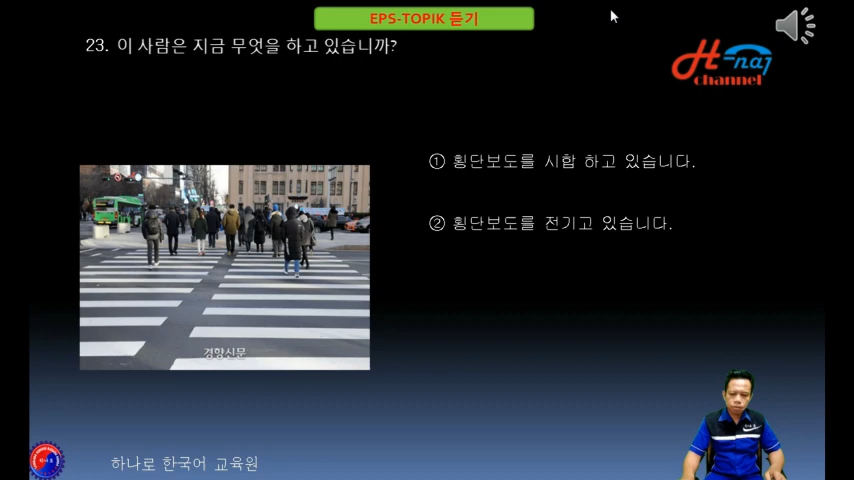 EPS-TOPIK 듣기
23. 이 사람은 지금 무엇을 하고 있습니까?
H-naj
channel
① 횡단보도를 시합 하고 있습니다.
② 횡단보도를 전기고 있습니다.
경향신문
하나로 한국어 교육원